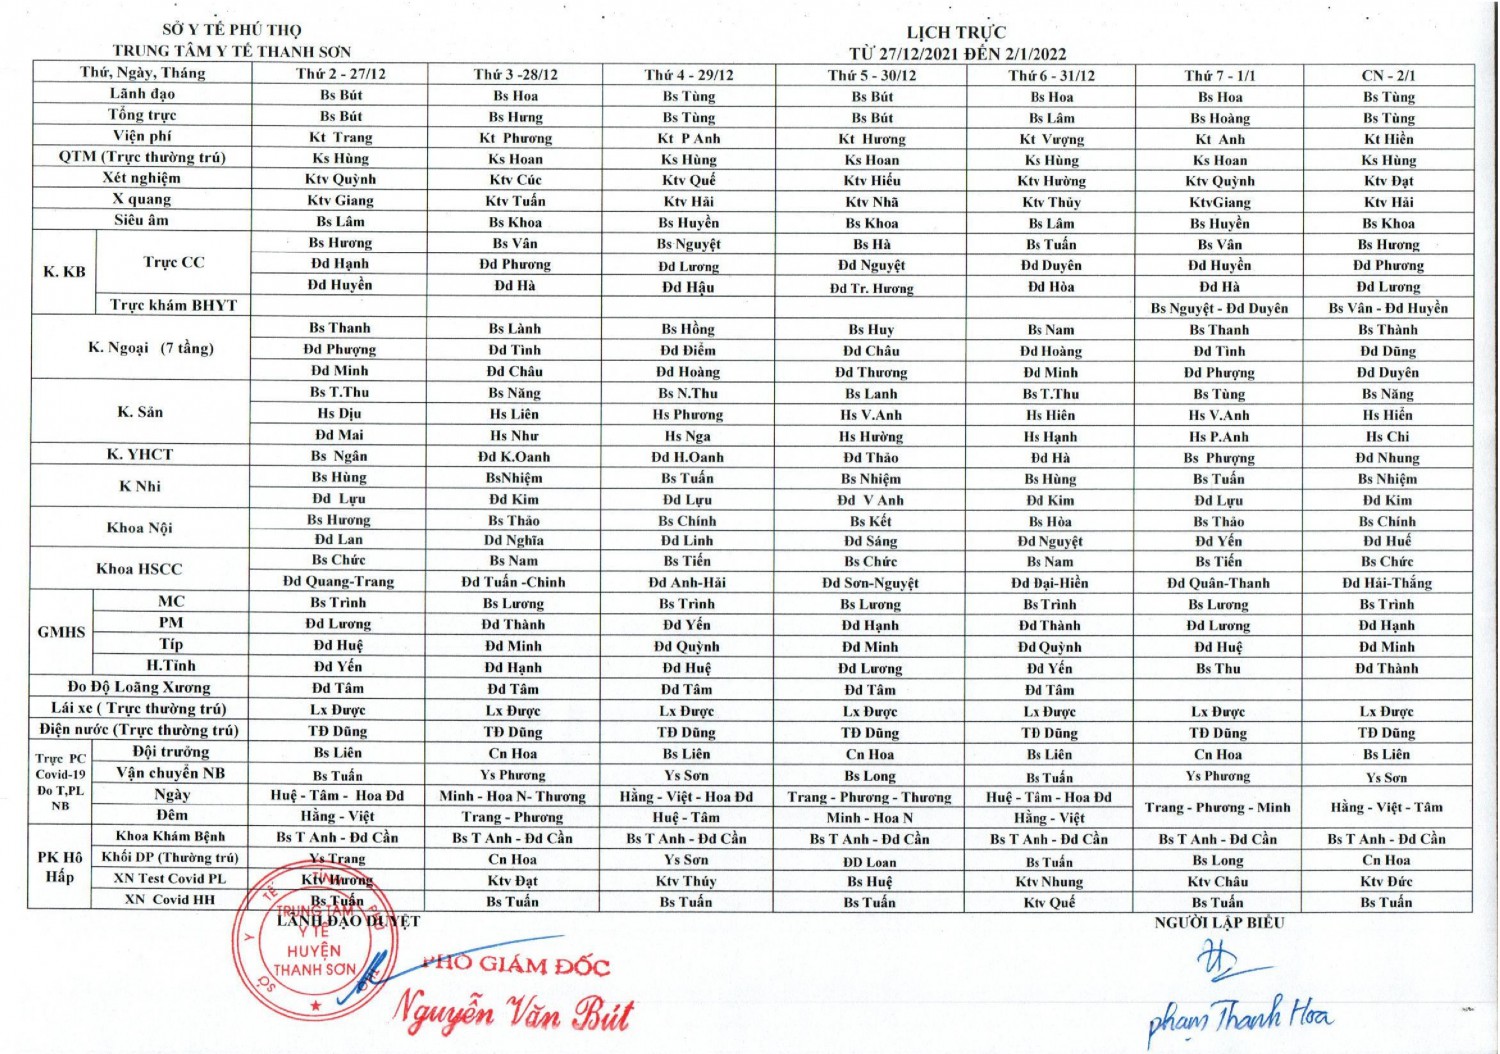 SỞ Y TẾ PHÚ THỌ
TRUNG TÂM Y TẾ THANH SƠN
LỊCH TRỰC
TỪ 27/12/2021 ĐẾN 2/1/2022
Thứ, Ngày, Tháng Thứ 2 - 27/12 Thứ 3 -28/12 Thứ 4 - 29/12 Thứ 5 - 30/12 Thứ 6 - 31/12 Thứ 7 - 1/1 CN - 2/1
Lãnh đạo Bs Bút Bs Hoa Bs Tùng Bs Bút Bs Hoa Bs Hoa Bs Tùng
Tổng trực Bs Bút Bs Hưng Bs Tùng Bs Bút Bs Lâm Bs Hoàng Bs Tùng
Viện phí Kt Trang Kt Phương Kt P Anh Kt Hương Kt Vượng Kt Anh Kt Hiền
QTM (Trực thường trú) Ks Hùng Ks Hoan Ks Hùng Ks Hoan Ks Hùng Ks Hoan Ks Hùng
Xét nghiệm Ktv Quỳnh Ktv Cúc Ktv Quế Ktv Hiếu Ktv Hường Ktv Quỳnh Ktv Đạt
X quang Ktv Giang Ktv Tuấn Ktv Hải Ktv Nhã Ktv Thủy KtvGiang Ktv Hải
Siêu âm Bs Lâm Bs Khoa Bs Huyền Bs Khoa Bs Lâm Bs Huyền Bs Khoa
K. KB Trực CC Bs Hương Bs Vân Bs Nguyệt Bs Hà Bs Tuấn Bs Vân Bs Hương
Đd Hạnh Đd Phương Đd Lương Đd Nguyệt Đd Duyên Đd Huyền Đd Phương
Đd Huyền Đd Hà Đd Hậu Đd Tr. Hương Đd Hòa Đd Hà Đd Lương
Trực khám BHYT Bs Nguyệt - Đd Duyên Bs Vân - Đd Huyền
K. Ngoại (7 tầng) Bs Thanh Bs Lành Bs Hồng Bs Huy Bs Nam Bs Thanh Bs Thành
Đd Phượng Đd Tình Đd Điểm Đd Châu Đd Hoàng Đd Tình Đd Dũng
Đd Minh Đd Châu Đd Hoàng Đd Thương Đd Minh Đd Phượng Đd Duyên
K. Sản Bs T.Thu Bs Năng Bs N.Thu Bs Lanh Bs T.Thu Bs Tùng Bs Năng
Hs Dịu Hs Liên Hs Phương Hs V.Anh Hs Hiên Hs V.Anh Hs Hiển
Đd Mai Hs Như Hs Nga Hs Hường Hs Hạnh Hs P.Anh Hs Chi
K. YHCT Bs Ngân Đd K.Oanh Đd H.Oanh Đd Thảo Đd Hà Bs Phượng Đd Nhung
K Nhi Bs Hùng BsNhiệm Bs Tuấn Bs Nhiệm Bs Hùng Bs Tuấn Bs Nhiệm
Đd Lựu Đd Kim Đd Lựu Đd V Anh Đd Kim Đd Lựu Đd Kim
Khoa Nội Bs Hương Bs Thảo Bs Chính Bs Kết Bs Hòa Bs Thảo Bs Chính
Đd Lan Dd Nghĩa Đd Linh Đd Sáng Đd Nguyệt Đd Yến Đd Huế
Khoa HSCC Bs Chức Bs Nam Bs Tiến Bs Chức Bs Nam Bs Tiến Bs Chức
Đd Quang-Trang Đd Tuấn -Chinh Đd Anh-Hải Đd Sơn-Nguyệt Đd Đại-Hiền Đd Quân-Thanh Đd Hải-Thắng
GMHS MC Bs Trình Bs Lương Bs Trình Bs Lương Bs Trình Bs Lương Bs Trình
PM Đd Lương Đd Thành Đd Yến Đd Hạnh Đd Thành Đd Lương Đd Hạnh
Típ Đd Huệ Đd Minh Đd Quỳnh Đd Minh Đd Quỳnh Đd Huệ Đd Minh
H.Tỉnh Đd Yến Đd Hạnh Đd Huệ Đd Lương Đd Yến Bs Thu Đd Thành
Đo Độ Loãng Xương Đd Tâm Đd Tâm Đd Tâm Đd Tâm Đd Tâm
Lái xe ( Trực thường trú) Lx Được Lx Được Lx Được Lx Được Lx Được Lx Được Lx Được
Điện nước (Trực thường trú) TĐ Dũng TĐ Dũng TĐ Dũng TĐ Dũng TĐ Dũng TĐ Dũng TĐ Dũng
Trực PC Covid-19 Đo T,PL NB Đội trưởng Bs Liên Cn Hoa Bs Liên Cn Hoa Bs Liên Cn Hoa Bs Liên
Vận chuyển NB Bs Tuấn Ys Phương Ys Sơn Bs Long Bs Tuấn Ys Phương Ys Sơn
Ngày Huệ - Tâm - Hoa Đd Minh - Hoa N- Thương Hằng - Việt - Hoa Đd Trang - Phương - Thương Huệ - Tâm - Hoa Đd Trang - Phương - Minh Hằng - Việt - Tâm
Đêm Hằng - Việt Trang - Phương Huệ - Tâm Minh - Hoa N Hằng - Việt
PK Hô Hấp Khoa Khám Bệnh Bs T Anh - Đd Cần Bs T Anh - Đd Cần Bs T Anh - Đd Cần Bs T Anh - Đd Cần Bs T Anh - Đd Cần Bs T Anh - Đd Cần Bs T Anh - Đd Cần
Khối DP (Thường trú) Ys Trang Cn Hoa Ys Sơn DD Loan Bs Tuấn Bs Long Cn Hoa
XN Test Covid PL Ktv Hương Ktv Đạt Ktv Thúy Bs Huệ Ktv Nhung Ktv Châu Ktv Đức
XN Covid HH Bs Tuấn Bs Tuấn Bs Tuấn Bs Tuấn Ktv Quế Bs Tuấn Bs Tuấn
LÃNH ĐẠO DUYỆT
NGƯỜI LẬP BIỂU
SỞ Y TẾ TỈNH PHÚ THỌ
TRUNG TÂM
Y TẾ
HUYỆN
THANH SƠN
PHÓ GIÁM ĐỐC
Nguyễn Văn Bút
phạm Thanh Hoa